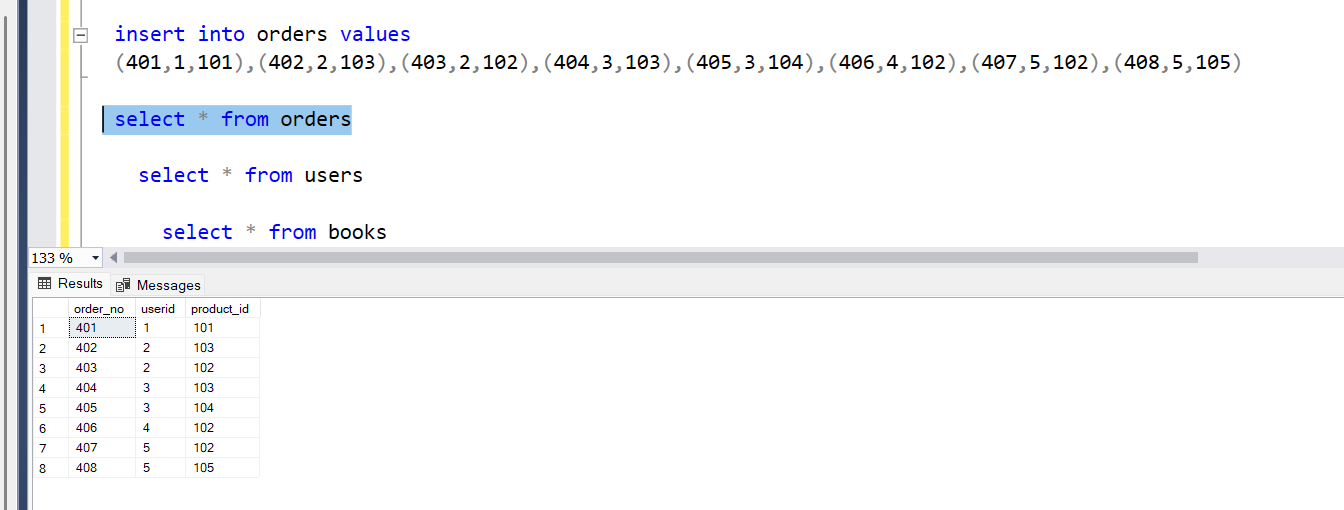 insert into orders values
(401,1,101),(402,2,103),(403,2,102),(404,3,103),(405,3,104),(406,4,102),(407,5,102),(408,5,105)
select * from orders
select * from users
select * from books
133 %
Results Messages
order_no userid product_id
1 401 1 101
2 402 2 103
3 403 2 102
4 404 3 103
5 405 3 104
6 406 4 102
7 407 5 102
8 408 5 105